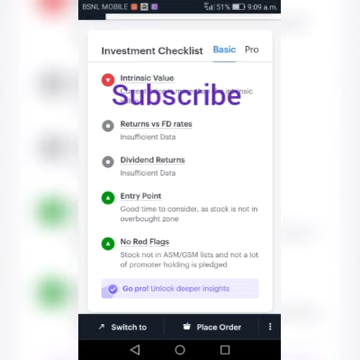 BSNL MOBILE 51% 9:09 a.m.
Investment Checklist Basic Pro
Intrinsic Value
Subscribe
Returns vs FD rates
Insufficient Data
Dividend Returns
Insufficient Data
Entry Point
Good time to consider, as stock is not in
overbought zone
No Red Flags
Stock not in ASM/GSM lists and not a lot
of promoter holding is pledged
Go pro! Unlock deeper insights
Switch to Place Order